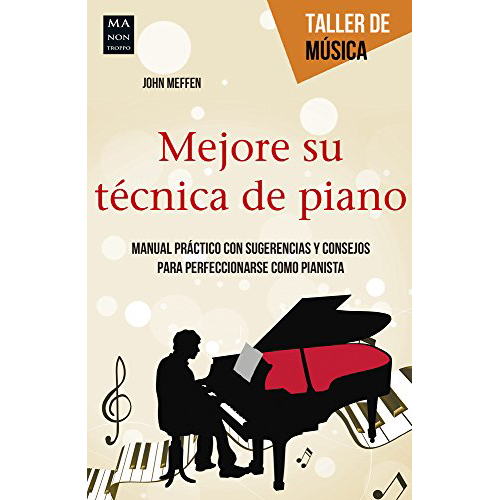 MA
NON
TROPPO
TALLER DE
MÚSICA
JOHN MEFFEN
Mejore su
técnica de piano
MANUAL PRÁCTICO CON SUGERENCIAS Y CONSEJOS
PARA PERFECCIONARSE COMO PIANISTA